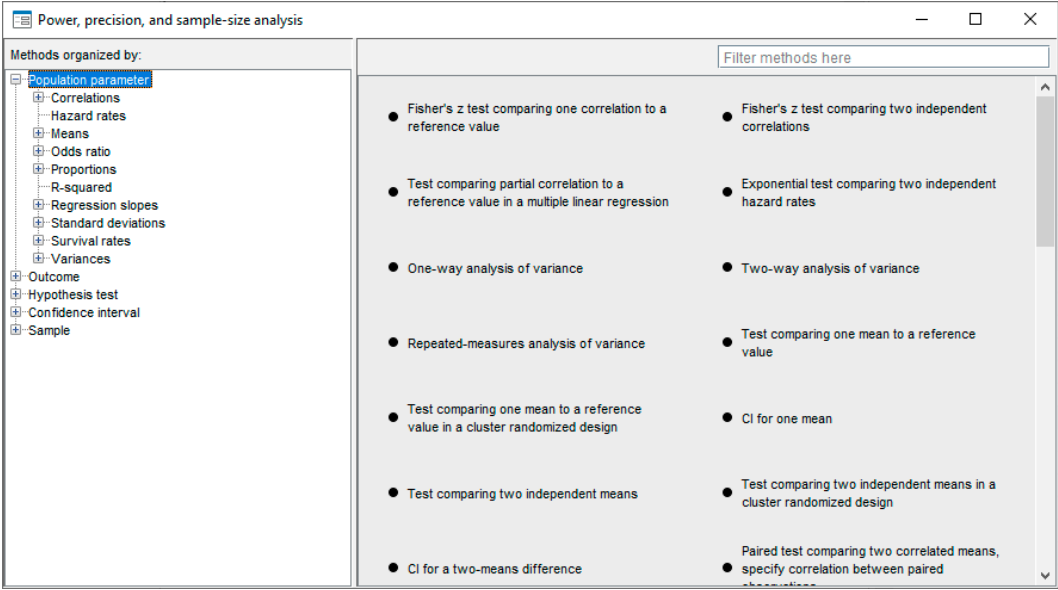 Power, precision, and sample-size analysis
Methods organized by:
Filter methods here
Population parameter
Correlations
Hazard rates
Means
Odds ratio
Proportions
R-squared
Regression slopes
Standard deviations
Survival rates
Variances
Outcome
Hypothesis test
Confidence interval
Sample
Fisher's z test comparing one correlation to a
reference value
Fisher's z test comparing two independent
correlations
Test comparing partial correlation to a
reference value in a multiple linear regression
Exponential test comparing two independent
hazard rates
One-way analysis of variance
Two-way analysis of variance
Repeated-measures analysis of variance
Test comparing one mean to a reference
value
Test comparing one mean to a reference
value in a cluster randomized design
CI for one mean
Test comparing two independent means
Test comparing two independent means in a
cluster randomized design
CI for a two-means difference
Paired test comparing two correlated means,
specify correlation between paired
observations